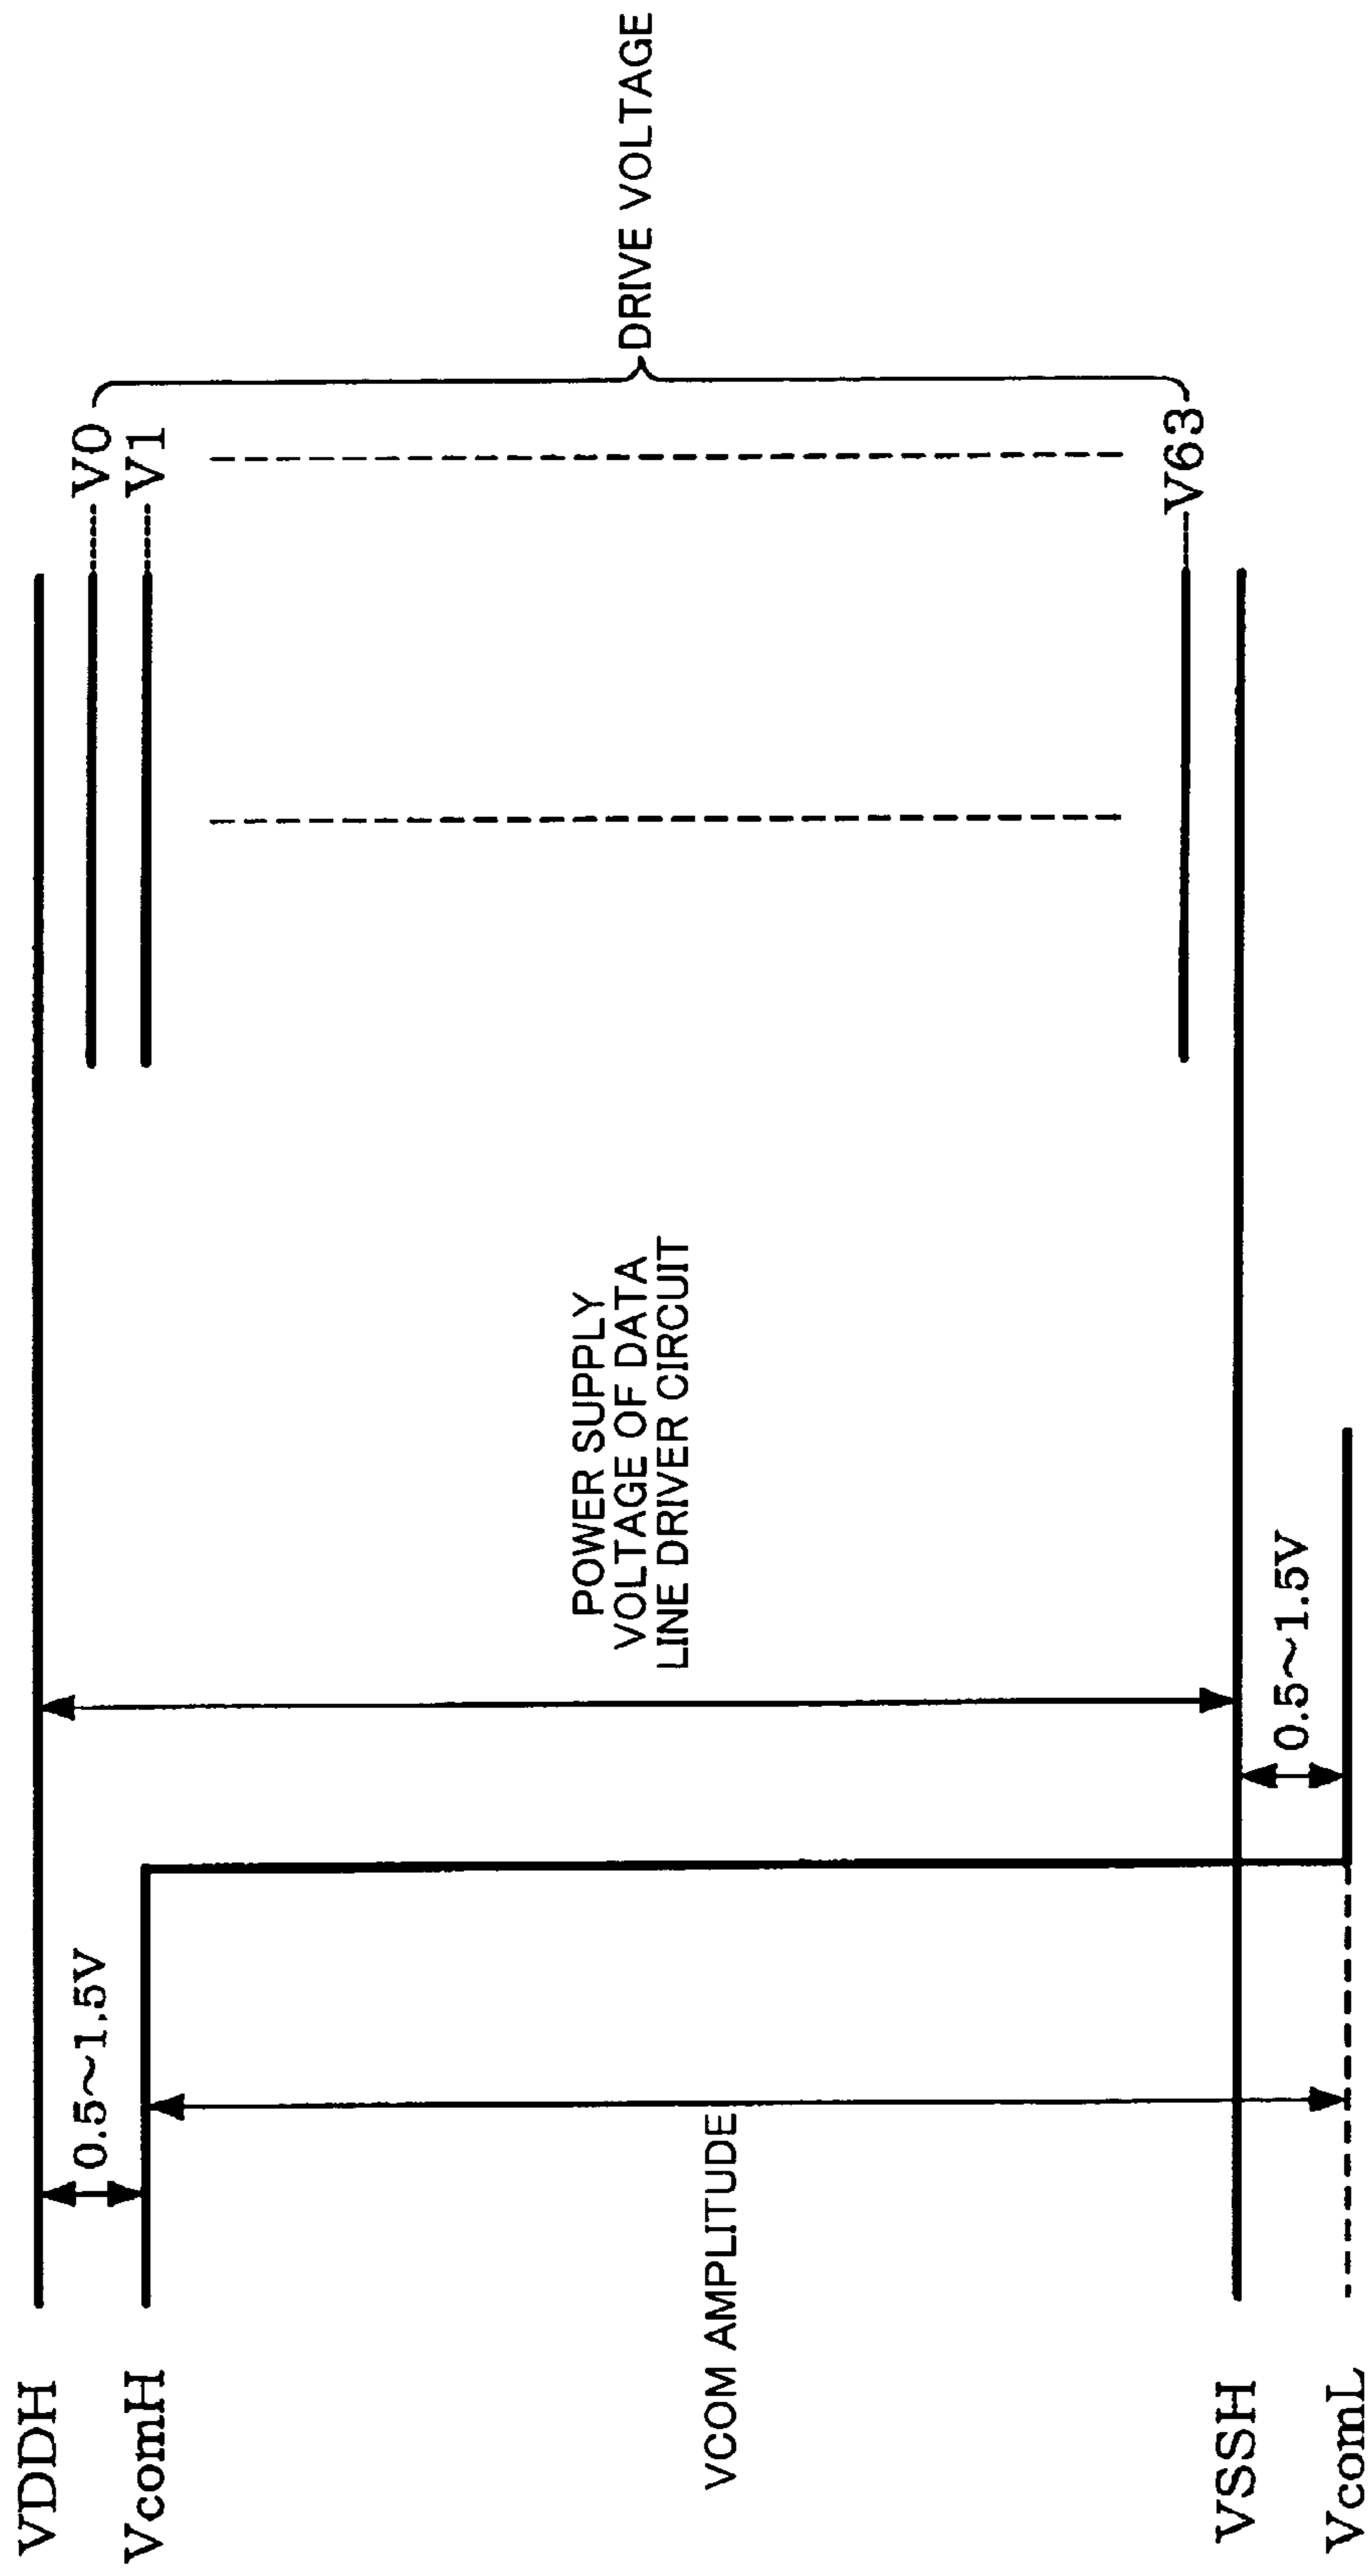 VDDH
VcomH
VSSH
VcomL
0.5~1.5V
VCOM AMPLITUDE
0.5~1.5V
POWER SUPPLY
VOLTAGE OF DATA
LINE DRIVER CIRCUIT
V0
V1
V63
DRIVE VOLTAGE